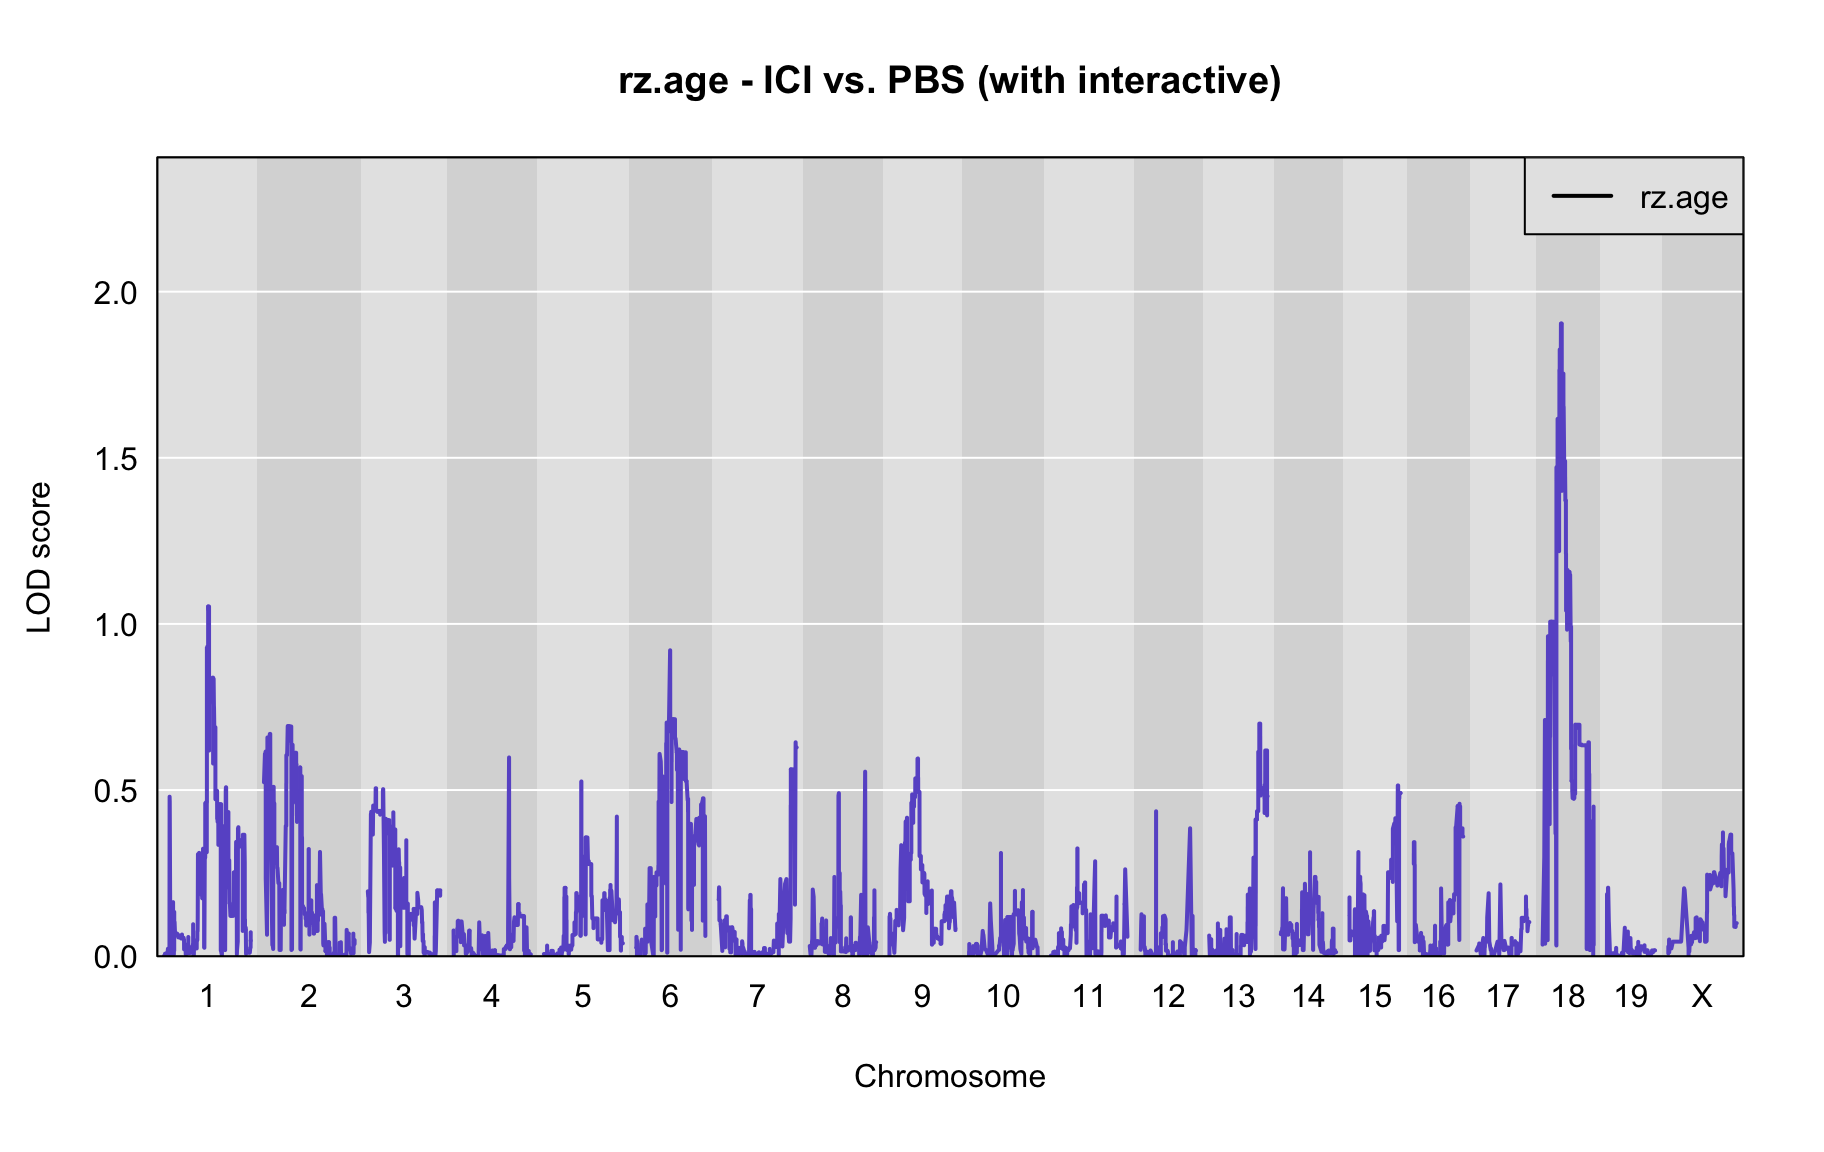 rz.age - ICI vs. PBS (with interactive)
rz.age
2.0
1.5
1.0
0.5
0.0
LOD score
1 2 3 4 5 6 7 8 9 10 11 12 13 14 15 16 17 18 19 X
Chromosome